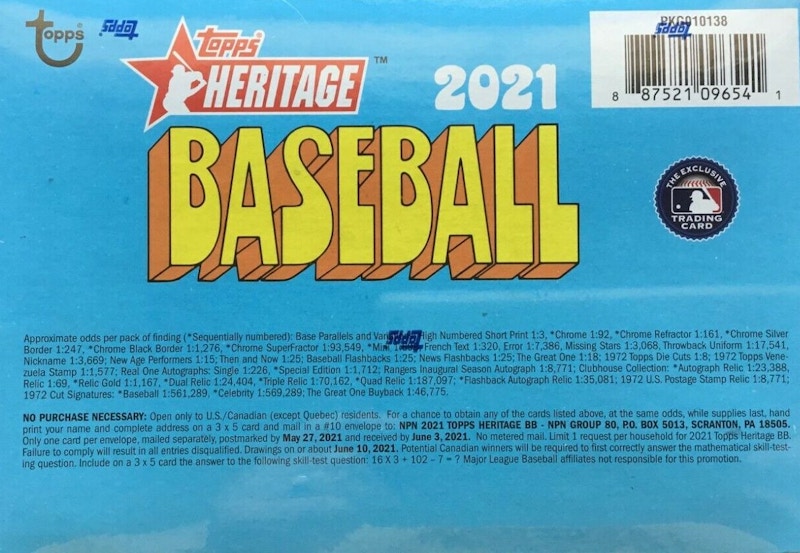 Topps
Topps
PKG010138
Topps
Topps
HERITAGE™
2021
8 87521 09654 1
BASEBALL
THE EXCLUSIVE
TRADING
CARD
Approximate odds per pack of finding (*Sequentially numbered): Base Parallels and High Numbered Short Print 1:3, *Chrome 1:92, *Chrome Refractor 1:161, *Chrome Silver
Border 1:247, *Chrome Black Border 1:1,276, *Chrome SuperFractor 1:93,549, *Mini French Text 1:320, Error 1:7,386, Missing Stars 1:3,068, Throwback Uniform 1:17,541,
Nickname 1:3,669; New Age Performers 1:15; Then and Now 1:25; Baseball Flashbacks 1:25; News Flashbacks 1:25; The Great One 1:18; 1972 Topps Die Cuts 1:8; 1972 Topps Vene-
zuela Stamp 1:1,577; Real One Autographs: Single 1:226, *Special Edition 1:1,712; Rangers Inaugural Season Autograph 1:8,771; Clubhouse Collection: *Autograph Relic 1:23,388,
Relic 1:69, *Relic Gold 1:1,167, *Dual Relic 1:24,404, *Triple Relic 1:70,162, *Quad Relic 1:187,097; *Flashback Autograph Relic 1:35,081; 1972 U.S. Postage Stamp Relic 1:8,771;
1972 Cut Signatures: *Baseball 1:561,289, *Celebrity 1:569,289; The Great One Buyback 1:46,775.
Topps
NO PURCHASE NECESSARY: Open only to U.S./Canadian (except Quebec) residents. For a chance to obtain any of the cards listed above, at the same odds, while supplies last, hand
print your name and complete address on a 3 x 5 card and mail in a #10 envelope to: NPN 2021 TOPPS HERITAGE BB - NPN GROUP 80, P.O. BOX 5013, SCRANTON, PA 18505.
Only one card per envelope, mailed separately, postmarked by May 27, 2021 and received by June 3, 2021. No metered mail. Limit 1 request per household for 2021 Topps Heritage BB.
Failure to comply will result in all entries disqualified. Drawings on or about June 10, 2021. Potential Canadian winners will be required to first correctly answer the mathematical skill-test-
ing question. Include on a 3 x 5 card the answer to the following skill-test question: 16 X 3 + 102 – 7 = ? Major League Baseball affiliates not responsible for this promotion.